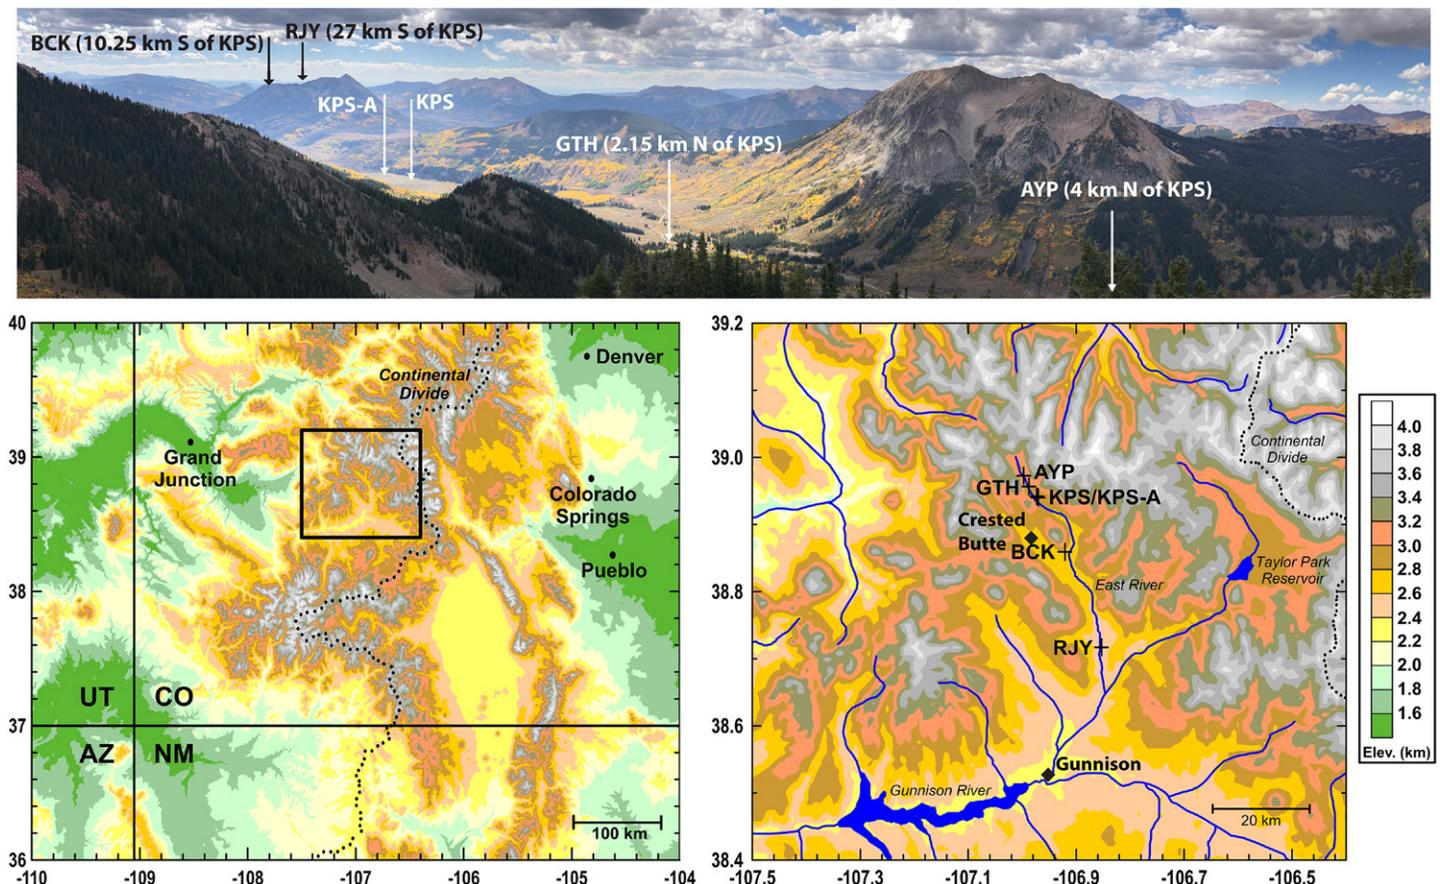 BCK (10.25 km S of KPS)
RJY (27 km S of KPS)
KPS-A
KPS
GTH (2.15 km N of KPS)
AYP (4 km N of KPS)
40
39
38
37
36
-110
-109
-108
-107
-106
-105
-104
Continental
Divide
Denver
Grand
Junction
Colorado
Springs
Pueblo
UT
CO
AZ
NM
100 km
39.2
39.0
38.8
38.6
38.4
-107.5
-107.3
-107.1
-106.9
-106.7
-106.5
Continental
Divide
AYP
GTH
KPS/KPS-A
Crested
Butte
BCK
East River
Taylor Park
Reservoir
RJY
Gunnison
Gunnison River
20 km
4.0
3.8
3.6
3.4
3.2
3.0
2.8
2.6
2.4
2.2
2.0
1.8
1.6
Elev. (km)